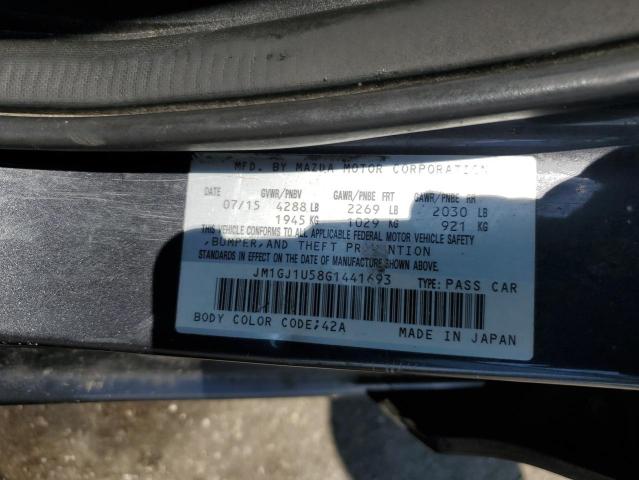 MFD. BY MAZDA MOTOR CORPORATION
DATE GVWR/PNBV GAWR/PNBE FRT GAWR/PNBE RR
07/15 4288 LB 2269 LB 2030 LB
1945 KG 1029 KG 921 KG
THIS VEHICLE CONFORMS TO ALL APPLICABLE FEDERAL MOTOR VEHICLE SAFETY
,BUMPER,AND THEFT
STANDARDS IN EFFECT ON THE DATE OF MANUFACTURE SHOWN ABOVE.
JM1GJ1U58G1441693 TYPE: PASS CAR
BODY COLOR CODE;42A MADE IN JAPAN